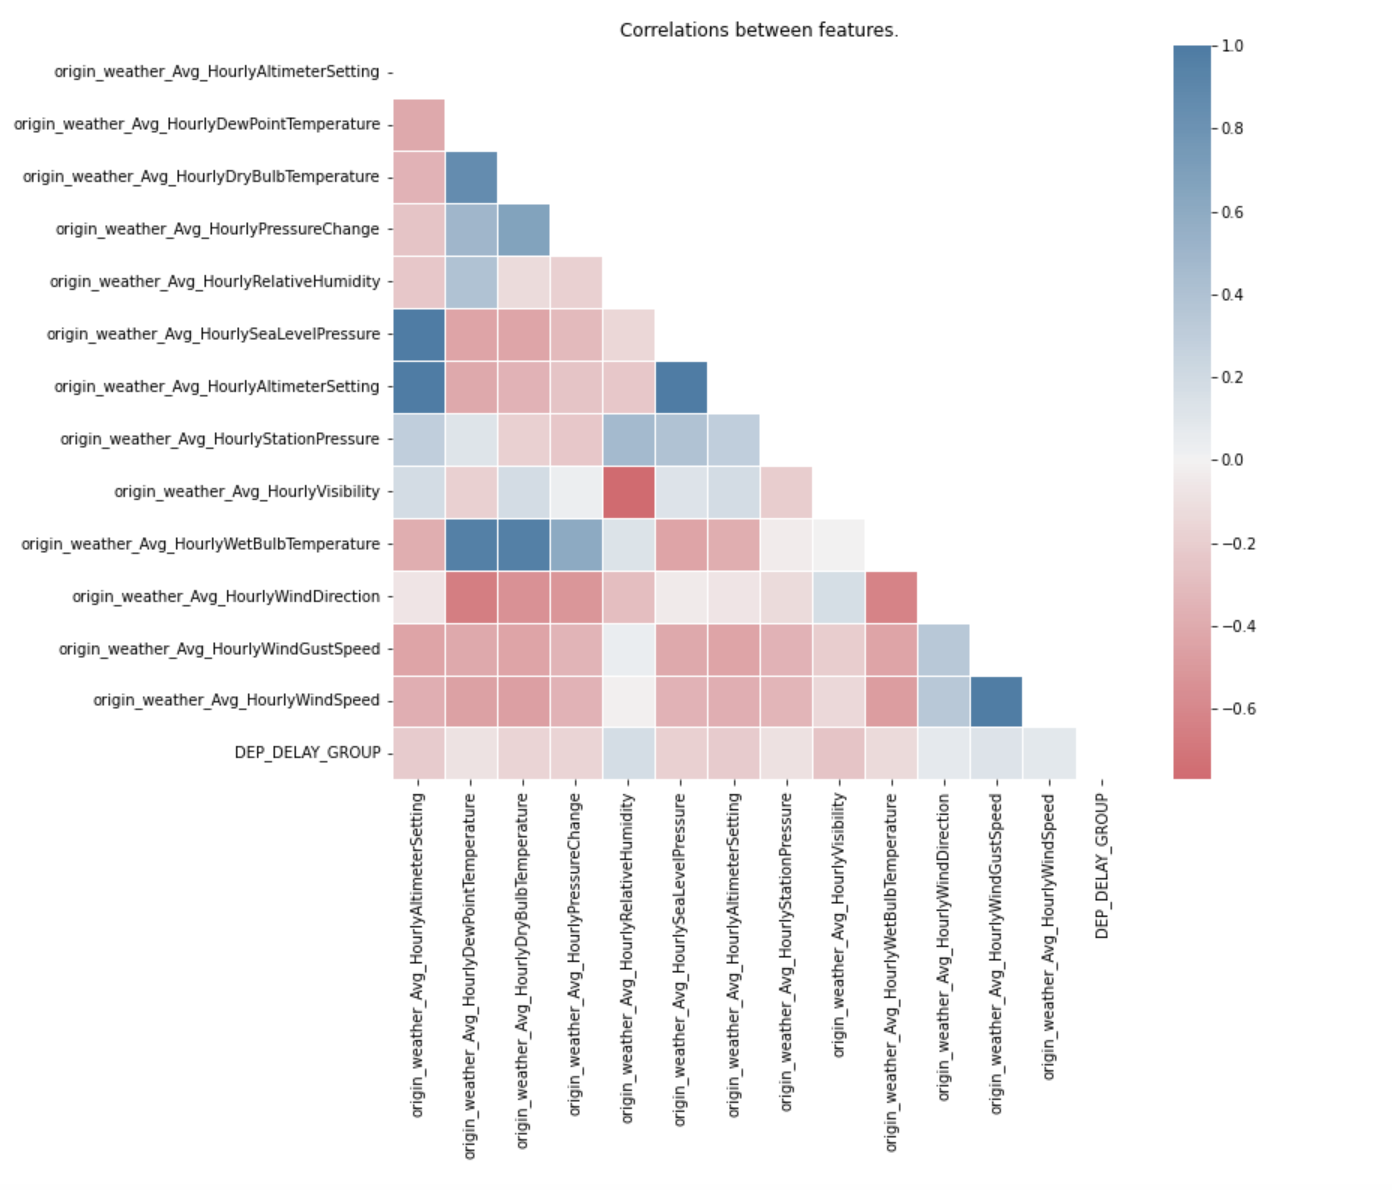 Correlations between features.
origin_weather_Avg_HourlyAltimeterSetting
origin_weather_Avg_HourlyDewPointTemperature
origin_weather_Avg_HourlyDryBulbTemperature
origin_weather_Avg_HourlyPressureChange
origin_weather_Avg_HourlyRelativeHumidity
origin_weather_Avg_HourlySeaLevelPressure
origin_weather_Avg_HourlyAltimeterSetting
origin_weather_Avg_HourlyStationPressure
origin_weather_Avg_HourlyVisibility
origin_weather_Avg_HourlyWetBulbTemperature
origin_weather_Avg_HourlyWindDirection
origin_weather_Avg_HourlyWindGustSpeed
origin_weather_Avg_HourlyWindSpeed
DEP_DELAY_GROUP
origin_weather_Avg_HourlyAltimeterSetting
origin_weather_Avg_HourlyDewPointTemperature
origin_weather_Avg_HourlyDryBulbTemperature
origin_weather_Avg_HourlyPressureChange
origin_weather_Avg_HourlyRelativeHumidity
origin_weather_Avg_HourlySeaLevelPressure
origin_weather_Avg_HourlyAltimeterSetting
origin_weather_Avg_HourlyStationPressure
origin_weather_Avg_HourlyVisibility
origin_weather_Avg_HourlyWetBulbTemperature
origin_weather_Avg_HourlyWindDirection
origin_weather_Avg_HourlyWindGustSpeed
origin_weather_Avg_HourlyWindSpeed
DEP_DELAY_GROUP
1.0
0.8
0.6
0.4
0.2
0.0
−0.2
−0.4
−0.6